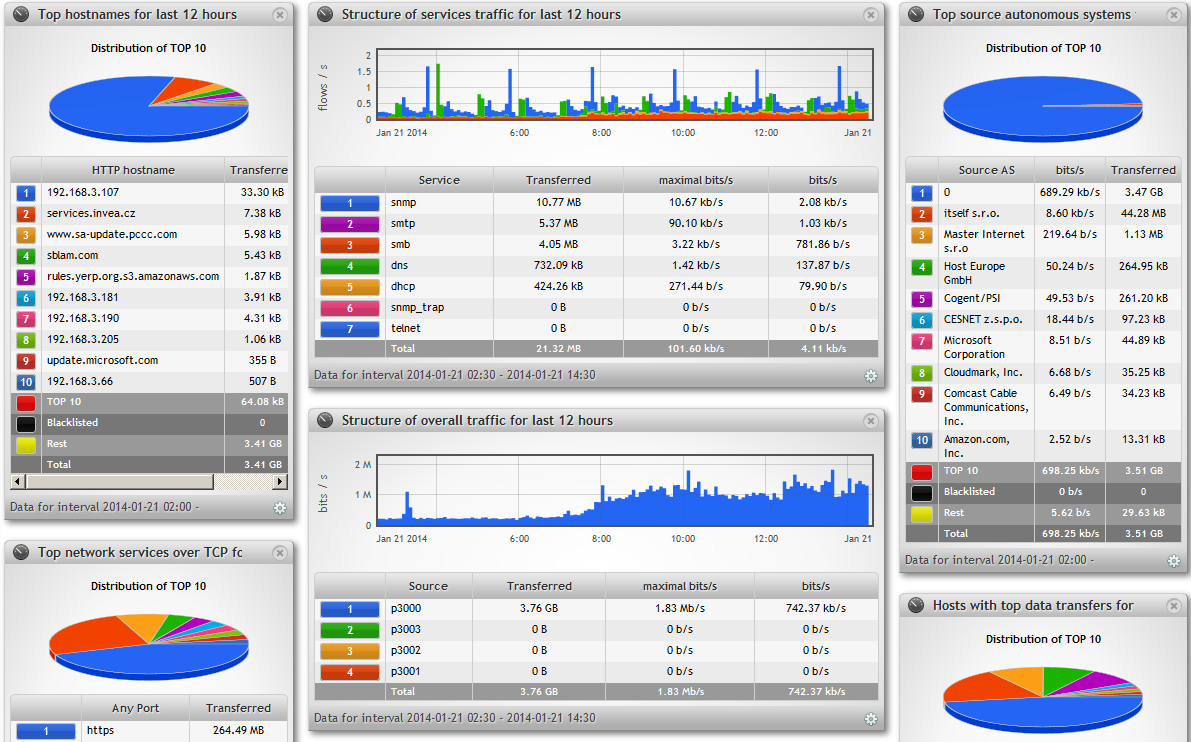 Top hostnames for last 12 hours
Distribution of TOP 10
HTTP hostname Transferre
1 192.168.3.107 33.30 kB
2 services.invea.cz 7.38 kB
3 www.sa-update.pccc.com 5.98 kB
4 sblam.com 5.43 kB
5 rules.yerp.org.s3.amazonaws.com 1.87 kB
6 192.168.3.181 3.91 kB
7 192.168.3.190 4.31 kB
8 192.168.3.205 1.06 kB
9 update.microsoft.com 355 B
10 192.168.3.66 507 B
TOP 10 64.08 kB
Blacklisted 0
Rest 3.41 GB
Total 3.41 GB
Data for interval 2014-01-21 02:00 -
Top network services over TCP fc
Distribution of TOP 10
Any Port Transferred
1 https 264.49 MB
Structure of services traffic for last 12 hours
flows / s
2
1.5
1
0.5
0
Jan 21 2014 6:00 8:00 10:00 12:00 Jan 21
Service Transferred maximal bits/s bits/s
1 snmp 10.77 MB 10.67 kb/s 2.08 kb/s
2 smtp 5.37 MB 90.10 kb/s 1.03 kb/s
3 smb 4.05 MB 3.22 kb/s 781.86 b/s
4 dns 732.09 kB 1.42 kb/s 137.87 b/s
5 dhcp 424.26 kB 271.44 b/s 79.90 b/s
6 snmp_trap 0 B 0 b/s 0 b/s
7 telnet 0 B 0 b/s 0 b/s
Total 21.32 MB 101.60 kb/s 4.11 kb/s
Data for interval 2014-01-21 02:30 - 2014-01-21 14:30
Structure of overall traffic for last 12 hours
bits / s
2 M
1 M
0
Jan 21 2014 6:00 8:00 10:00 12:00 Jan 21
Source Transferred maximal bits/s bits/s
1 p3000 3.76 GB 1.83 Mb/s 742.37 kb/s
2 p3003 0 B 0 b/s 0 b/s
3 p3002 0 B 0 b/s 0 b/s
4 p3001 0 B 0 b/s 0 b/s
Total 3.76 GB 1.83 Mb/s 742.37 kb/s
Data for interval 2014-01-21 02:30 - 2014-01-21 14:30
Top source autonomous systems
Distribution of TOP 10
Source AS bits/s Transferred
1 0 689.29 kb/s 3.47 GB
2 itself s.r.o. 8.60 kb/s 44.28 MB
3 Master Internet 219.64 b/s 1.13 MB
s.r.o
4 Host Europe 50.24 b/s 264.95 kB
GmbH
5 Cogent/PSI 49.53 b/s 261.20 kB
6 CESNET z.s.p.o. 18.44 b/s 97.23 kB
7 Microsoft 8.51 b/s 44.89 kB
Corporation
8 Cloudmark, Inc. 6.68 b/s 35.25 kB
9 Comcast Cable 6.49 b/s 34.23 kB
Communications,
Inc.
10 Amazon.com, 2.52 b/s 13.31 kB
Inc.
TOP 10 698.25 kb/s 3.51 GB
Blacklisted 0 b/s 0
Rest 5.62 b/s 29.63 kB
Total 698.25 kb/s 3.51 GB
Data for interval 2014-01-21 02:00 -
Hosts with top data transfers for
Distribution of TOP 10